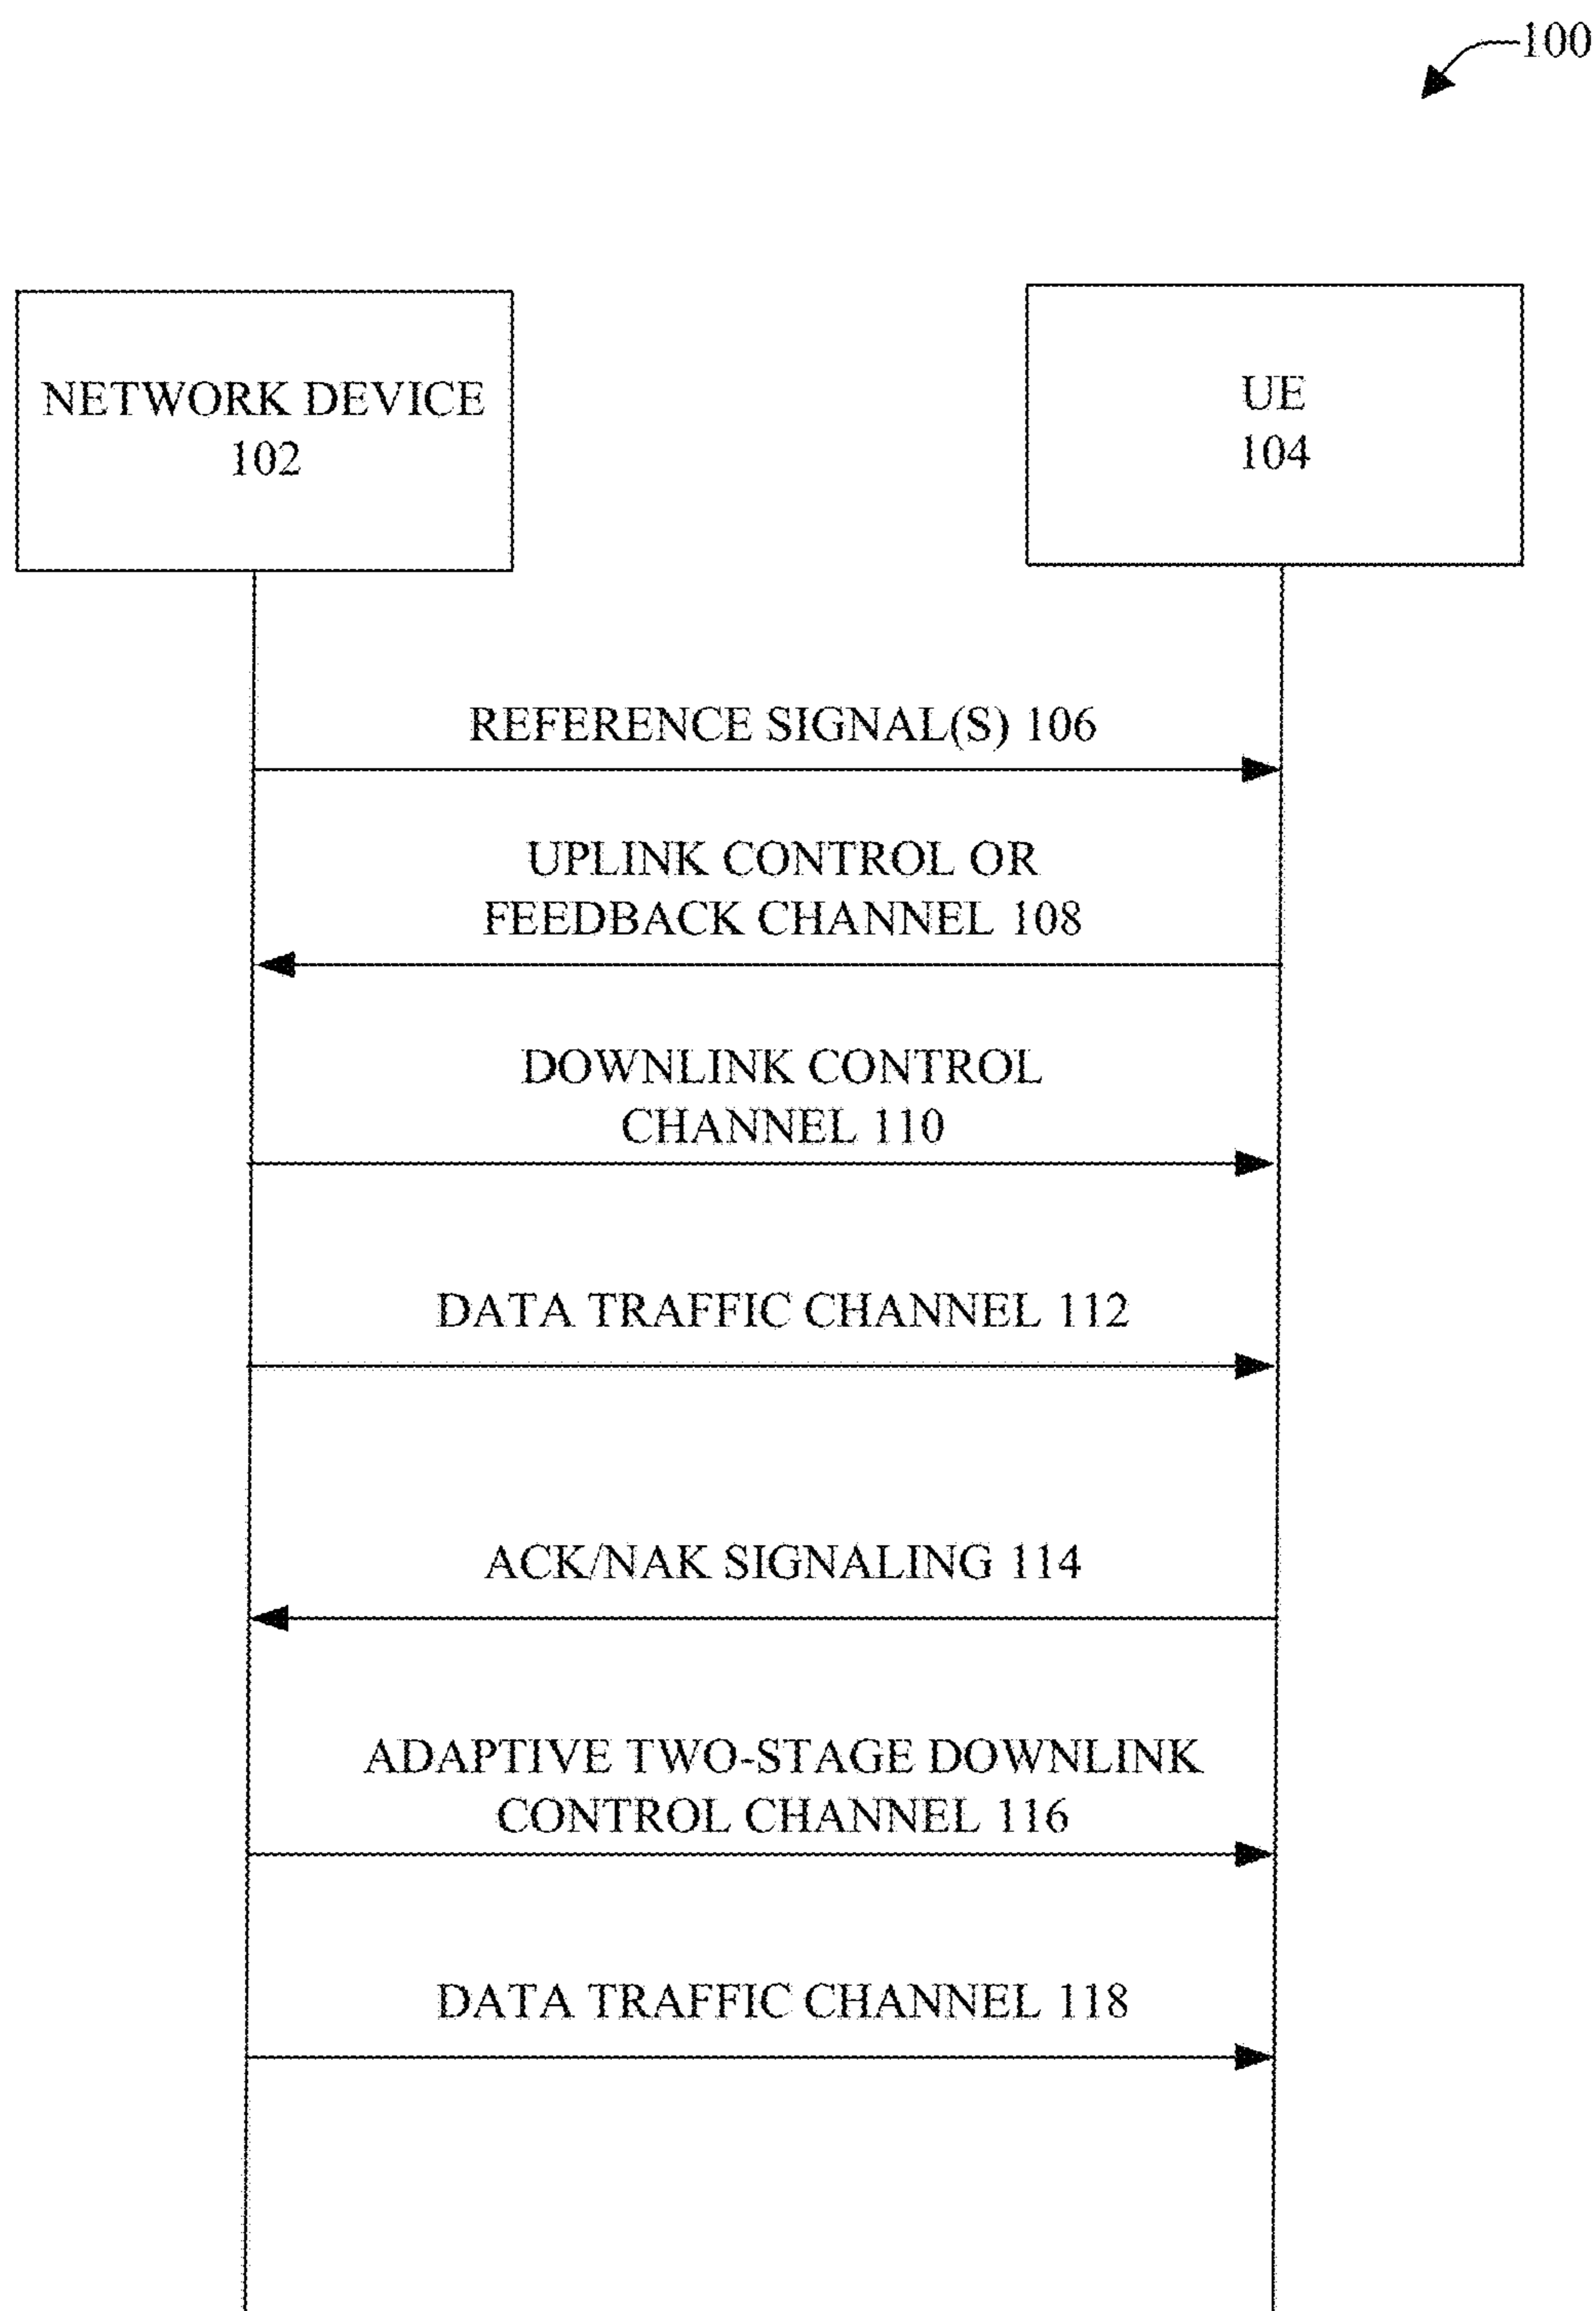 100
NETWORK DEVICE
102
UE
104
REFERENCE SIGNAL(S) 106
UPLINK CONTROL OR
FEEDBACK CHANNEL 108
DOWNLINK CONTROL
CHANNEL 110
DATA TRAFFIC CHANNEL 112
ACK/NAK SIGNALING 114
ADAPTIVE TWO-STAGE DOWNLINK
CONTROL CHANNEL 116
DATA TRAFFIC CHANNEL 118